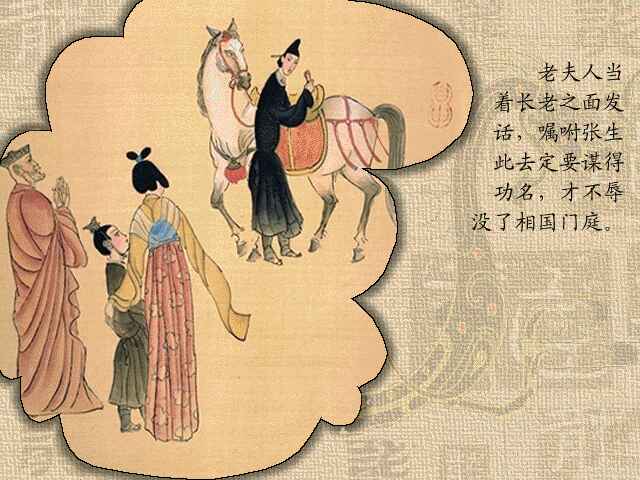 老夫人当
着长老之面发
话，嘱咐张生
此去定要谋得
功名，才不辱
没了相国门庭。